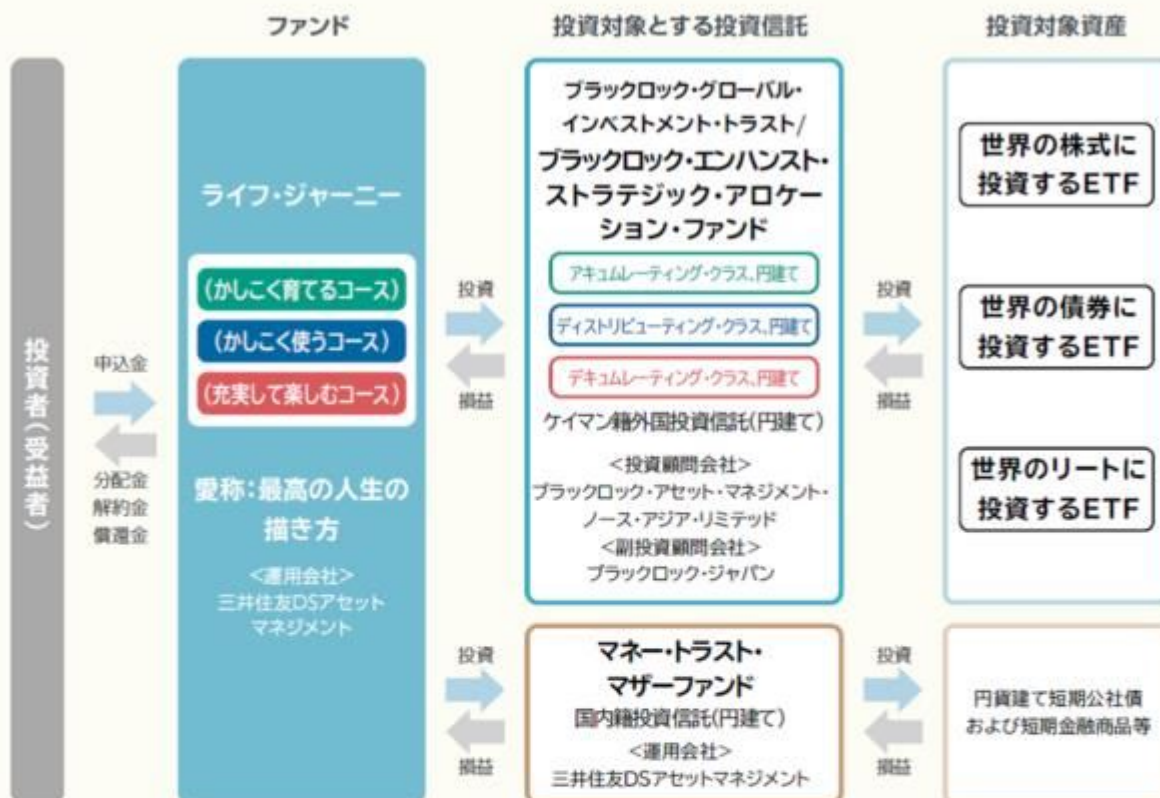 ファンド
投資対象とする投資信託
投資対象資産
投資者(受益者)
申込金
分配金
解約金
償還金
ライフ・ジャーニー
(かしこく育てるコース)
(かしこく使うコース)
(充実して楽しむコース)
愛称:最高の人生の
描き方
<運用会社>
三井住友DSアセット
マネジメント
投資
損益
ブラックロック・グローバル・
インベストメント・トラスト/
ブラックロック・エンハンスト・
ストラテジック・アロケー
ション・ファンド
アキュムレーティング・クラス、円建て
ディストリビューティング・クラス、円建て
デキュムレーティング・クラス、円建て
ケイマン籍外国投資信託(円建て)
<投資顧問会社>
ブラックロック・アセット・マネジメント・
ノース・アジア・リミテッド
<副投資顧問会社>
ブラックロック・ジャパン
投資
損益
世界の株式に
投資するETF
世界の債券に
投資するETF
世界のリートに
投資するETF
投資
損益
マネー・トラスト・
マザーファンド
国内籍投資信託(円建て)
<運用会社>
三井住友DSアセットマネジメント
投資
損益
円貨建て短期公社債
および短期金融商品等